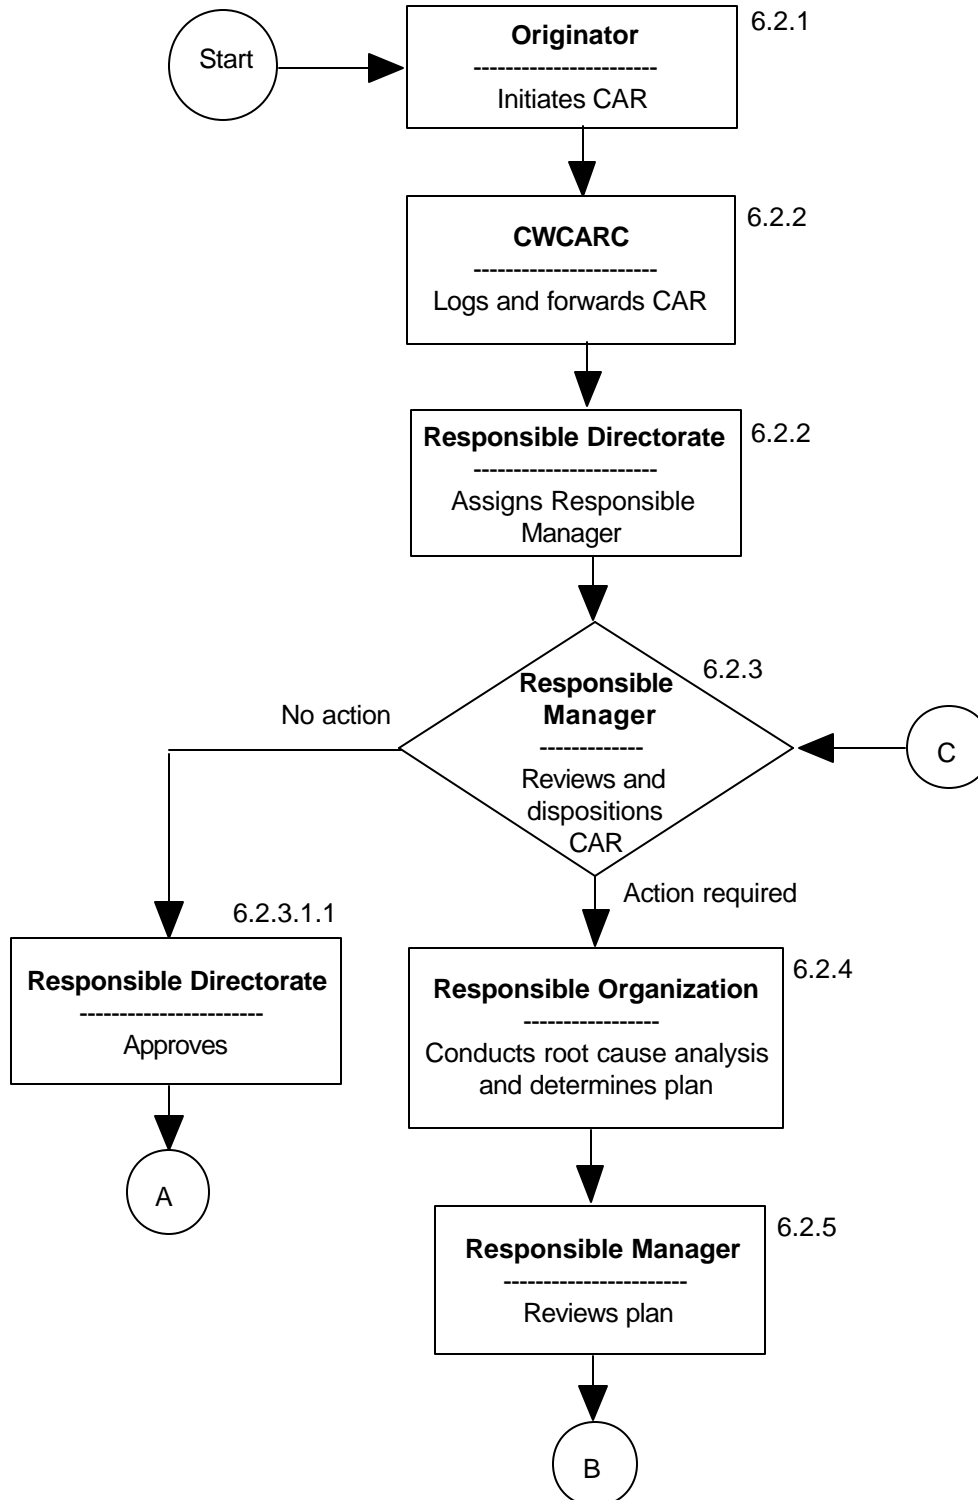 Start
Originator
-----------------------
Initiates CAR
6.2.1
CWCARC
-----------------------
Logs and forwards CAR
6.2.2
Responsible Directorate
-----------------------
Assigns Responsible
Manager
6.2.2
Responsible
Manager
-------------
Reviews and
dispositions
CAR
6.2.3
No action
C
Action required
6.2.3.1.1
Responsible Directorate
-----------------------
Approves
A
Responsible Organization
-----------------
Conducts root cause analysis
and determines plan
6.2.4
Responsible Manager
-----------------------
Reviews plan
6.2.5
B